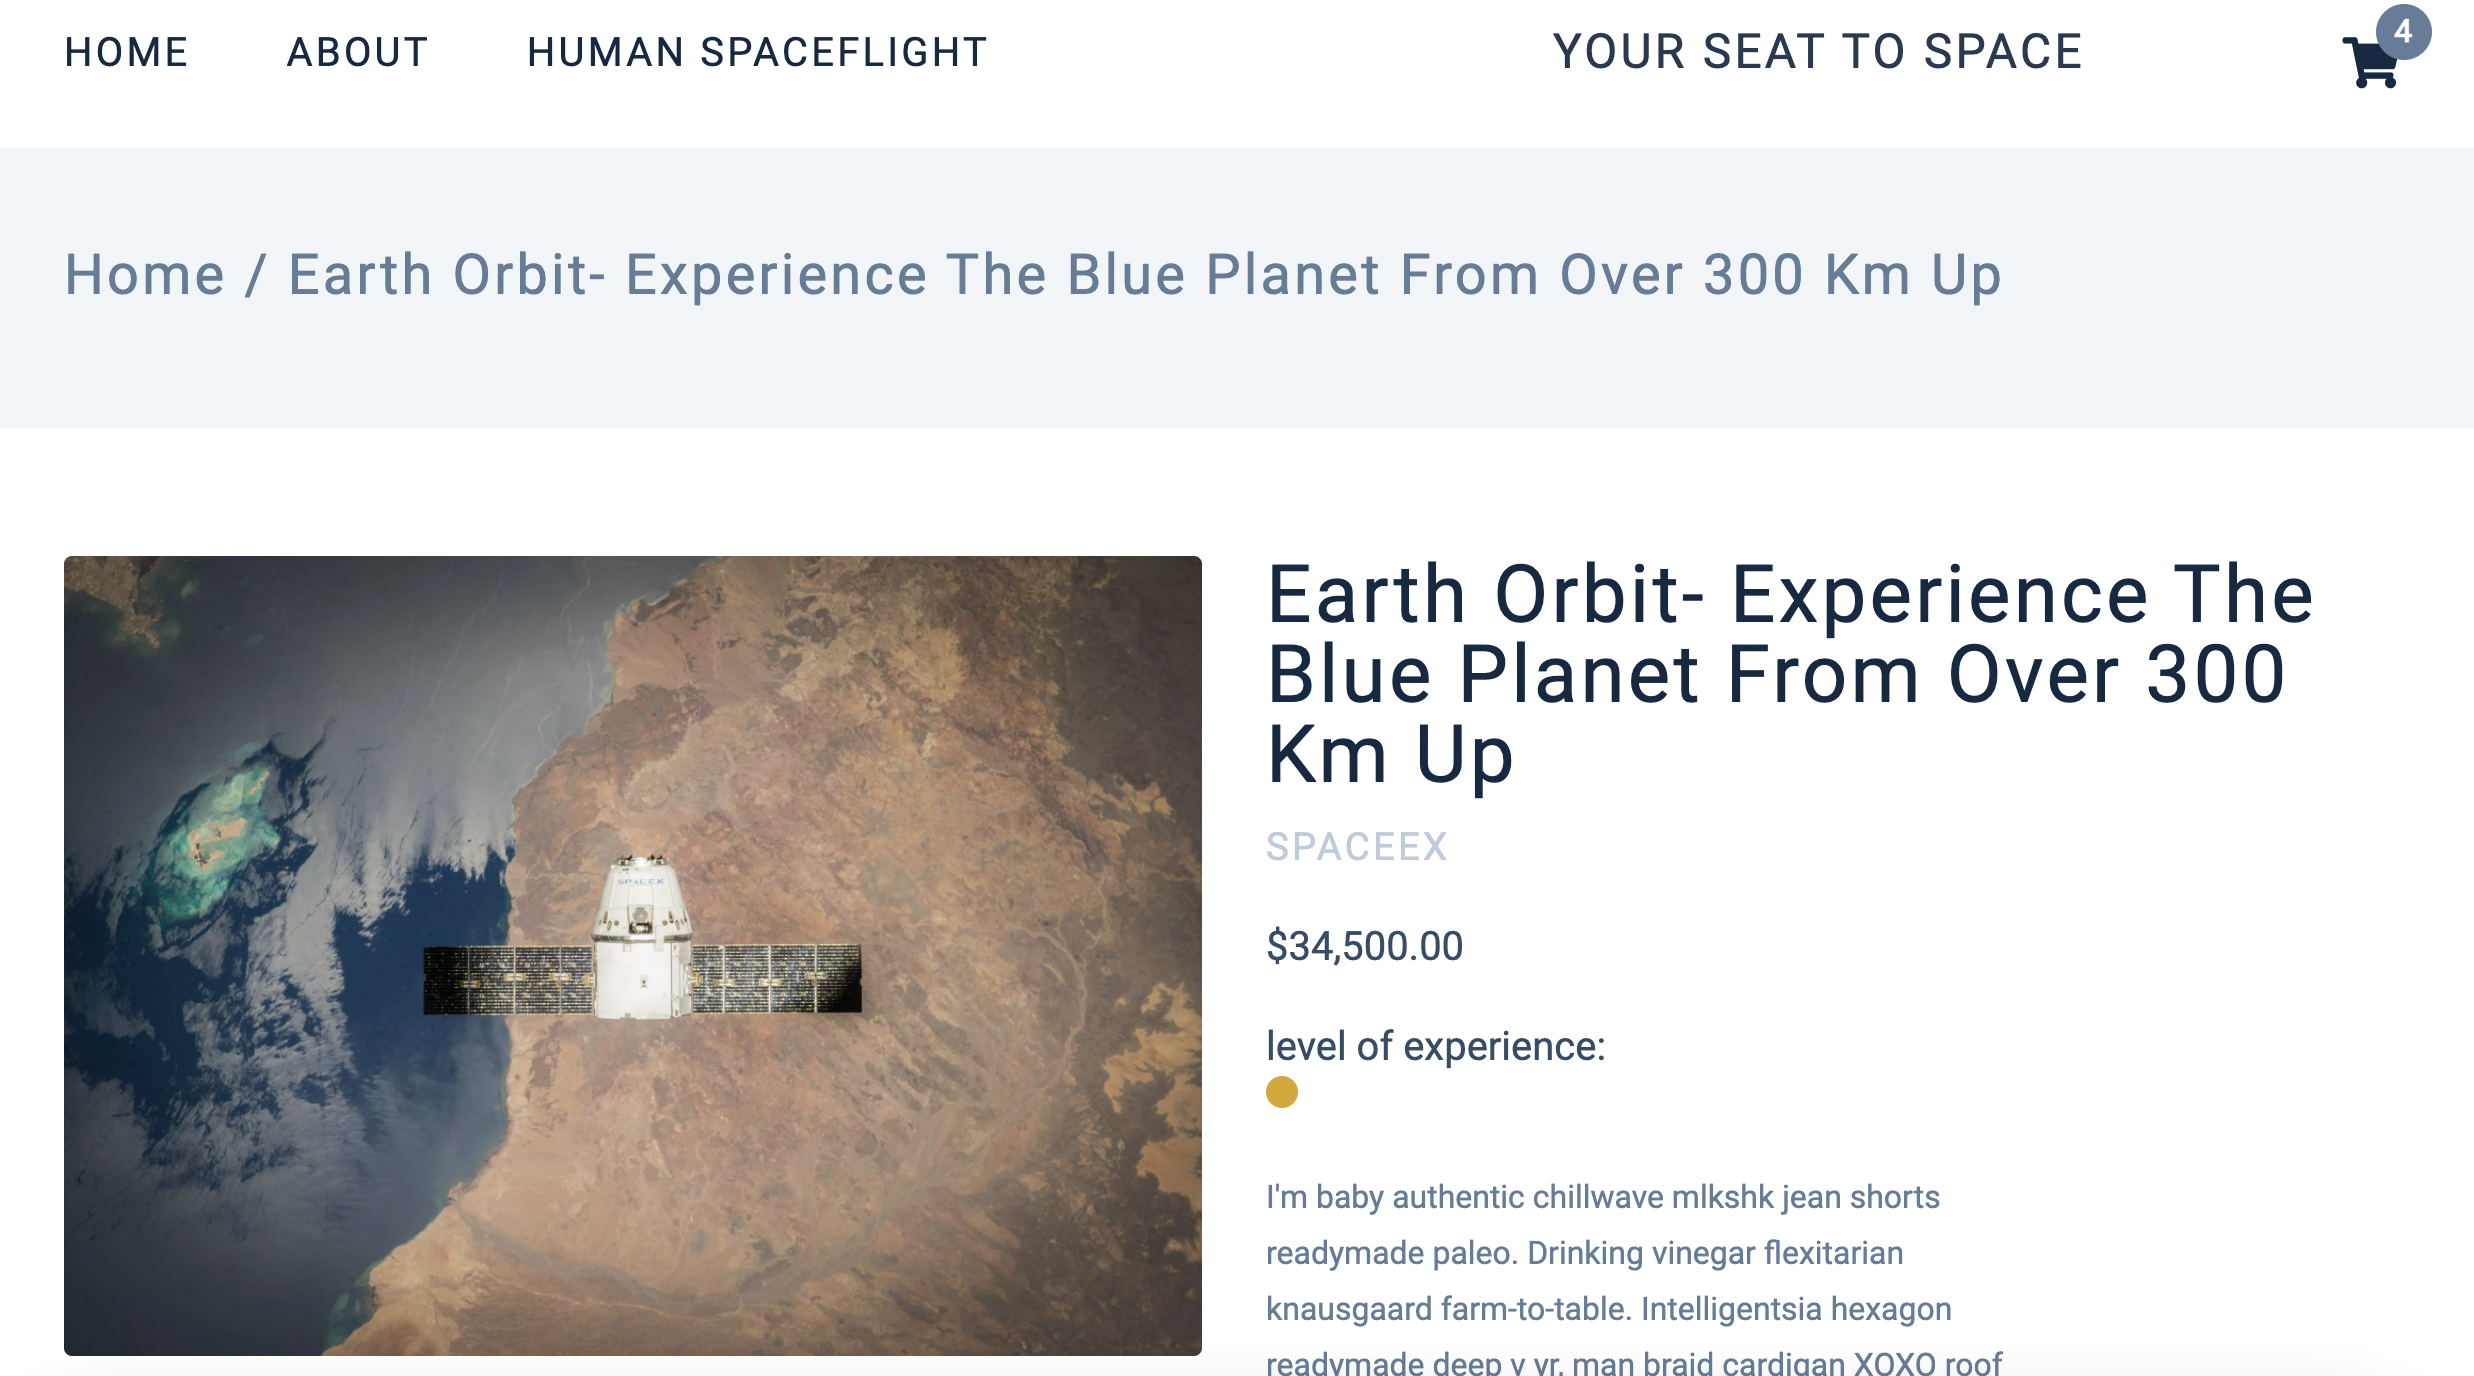 HOME ABOUT HUMAN SPACEFLIGHT YOUR SEAT TO SPACE 4
Home / Earth Orbit- Experience The Blue Planet From Over 300 Km Up
Earth Orbit- Experience The
Blue Planet From Over 300
Km Up
SPACEEX
SPACEX
$34,500.00
level of experience:
I'm baby authentic chillwave mlkshk jean shorts
readymade paleo. Drinking vinegar flexitarian
knausgaard farm-to-table. Intelligentsia hexagon
readymade deep v yr, man braid cardigan XOXO roof